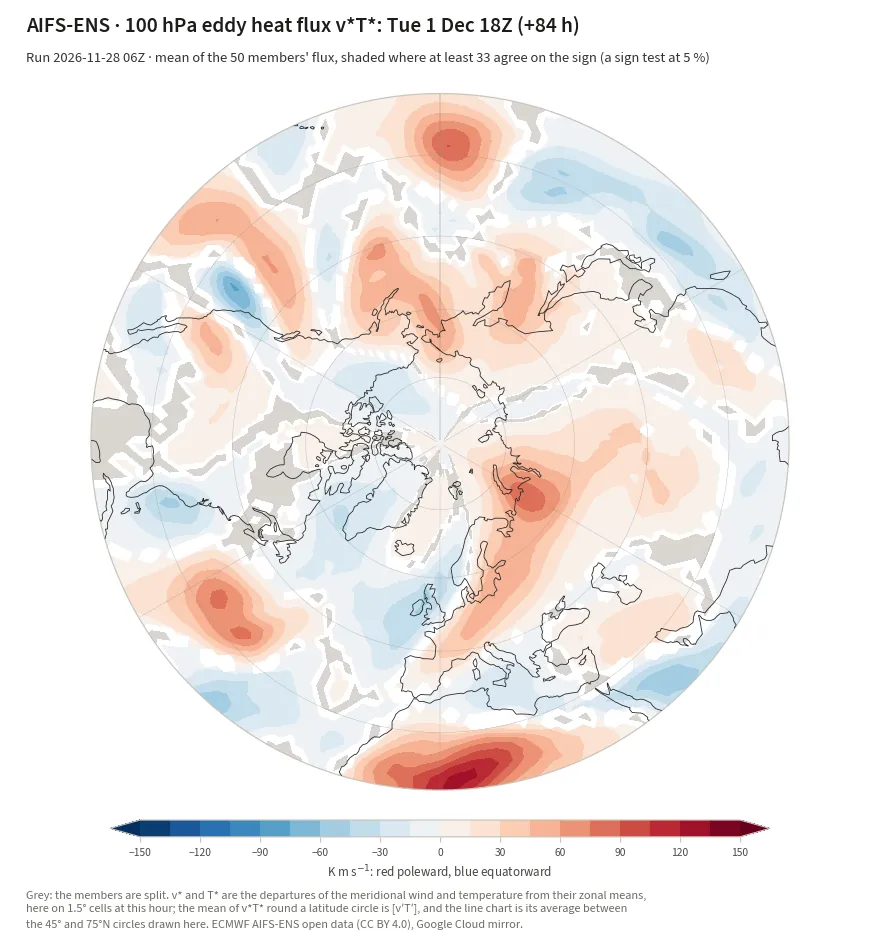 AIFS-ENS · 100 hPa eddy heat flux v*T*: Tue 1 Dec 18Z (+84 h)
Run 2026-11-28 06Z · mean of the 50 members' flux, shaded where at least 33 agree on the sign (a sign test at 5 %)
−150 −120 −90 −60 −30 0 30 60 90 120 150
K m s⁻¹: red poleward, blue equatorward
Grey: the members are split. v* and T* are the departures of the meridional wind and temperature from their zonal means,
here on 1.5° cells at this hour; the mean of v*T* round a latitude circle is [v'T'], and the line chart is its average between
the 45° and 75°N circles drawn here. ECMWF AIFS-ENS open data (CC BY 4.0), Google Cloud mirror.